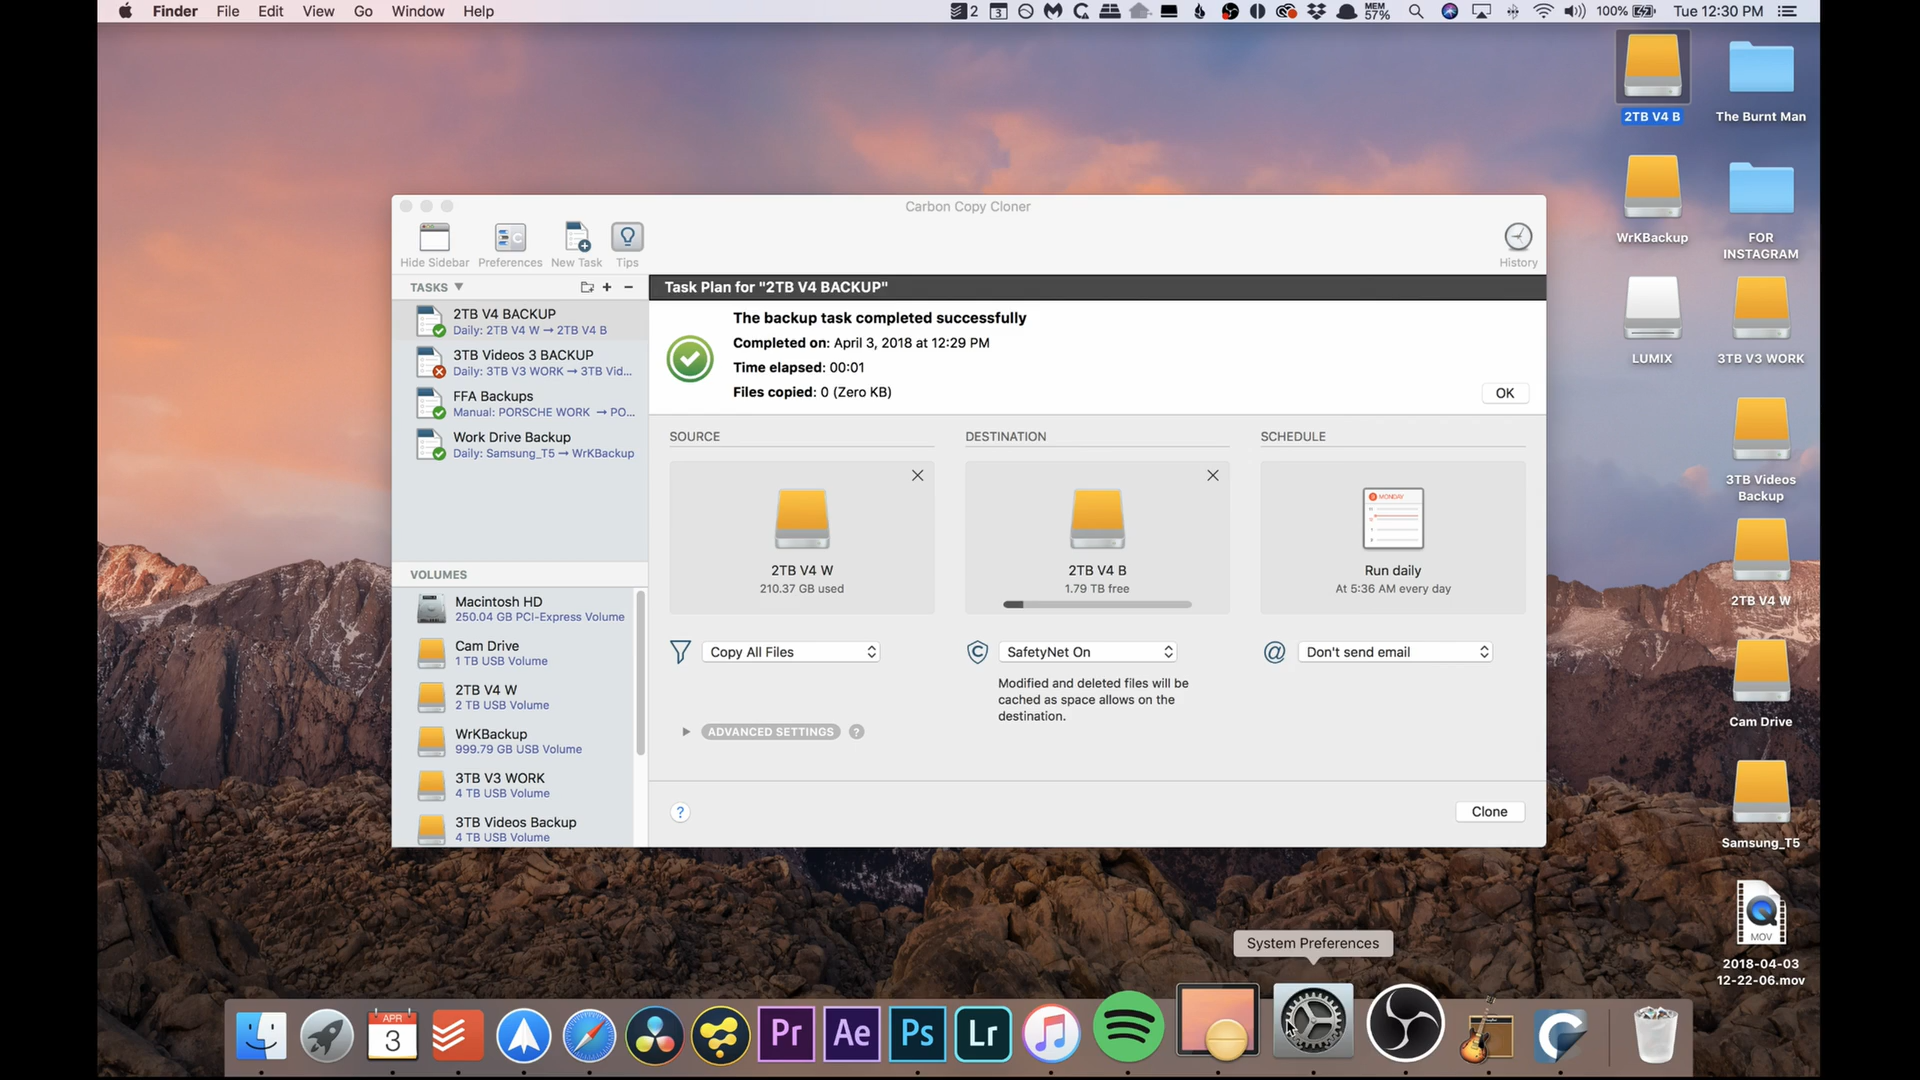 Finder File Edit View Go Window Help
2
3
MEM
57%
100%
Tue 12:30 PM
2TB V4 B
The Burnt Man
WrKBackup
FOR
INSTAGRAM
LUMIX
3TB V3 WORK
3TB Videos
Backup
2TB V4 W
Cam Drive
Samsung_T5
MOV
2018-04-03
12-22-06.mov
Carbon Copy Cloner
Hide Sidebar
Preferences
New Task
Tips
History
TASKS
2TB V4 BACKUP
Daily: 2TB V4 W → 2TB V4 B
3TB Videos 3 BACKUP
Daily: 3TB V3 WORK → 3TB Vid...
FFA Backups
Manual: PORSCHE WORK → PO...
Work Drive Backup
Daily: Samsung_T5 → WrKBackup
VOLUMES
Macintosh HD
250.04 GB PCI-Express Volume
Cam Drive
1 TB USB Volume
2TB V4 W
2 TB USB Volume
WrKBackup
999.79 GB USB Volume
3TB V3 WORK
4 TB USB Volume
3TB Videos Backup
4 TB USB Volume
Task Plan for "2TB V4 BACKUP"
The backup task completed successfully
Completed on: April 3, 2018 at 12:29 PM
Time elapsed: 00:01
Files copied: 0 (Zero KB)
OK
SOURCE
2TB V4 W
210.37 GB used
Copy All Files
ADVANCED SETTINGS ?
DESTINATION
2TB V4 B
1.79 TB free
SafetyNet On
Modified and deleted files will be
cached as space allows on the
destination.
SCHEDULE
MONDAY
Run daily
At 5:36 AM every day
@ Don't send email
?
Clone
System Preferences
APR
3
Pr
Ae
Ps
Lr